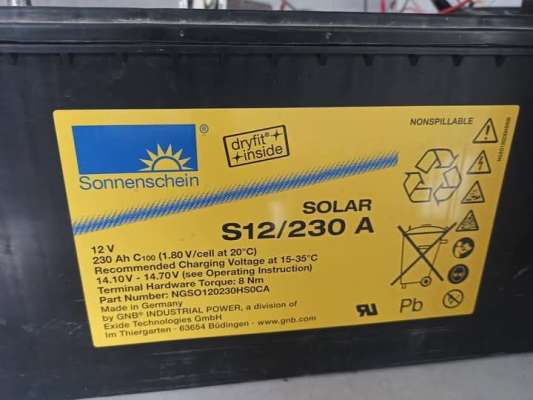 NONSPILLABLE
Sonnenschein®
dryfit®
inside
SOLAR
S12/230 A
12 V
230 Ah C100 (1.80 V/cell at 20°C)
Recommended Charging Voltage at 15-35°C
14.10V - 14.70V (see Operating Instruction)
Terminal Hardware Torque: 8 Nm
Part Number: NGSO120230HS0CA
Made in Germany
by GNB® INDUSTRIAL POWER, a division of
Exide Technologies GmbH
Im Thiergarten - 63654 Büdingen - www.gnb.com
Pb